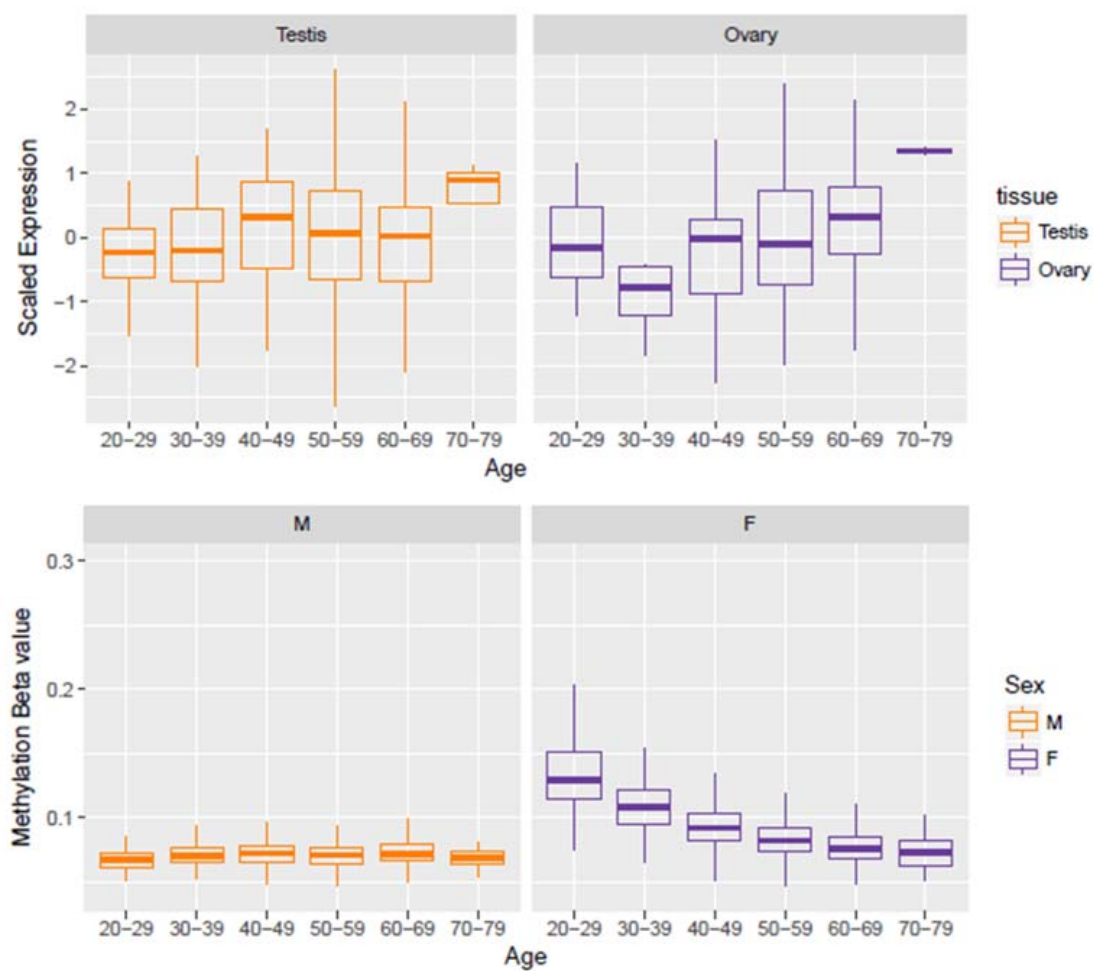 Testis
Ovary
Scaled Expression
2
1
0
−1
−2
20−29 30−39 40−49 50−59 60−69 70−79
20−29 30−39 40−49 50−59 60−69 70−79
Age
tissue
Testis
Ovary
M
F
Methylation Beta value
0.3
0.2
0.1
20−29 30−39 40−49 50−59 60−69 70−79
20−29 30−39 40−49 50−59 60−69 70−79
Age
Sex
M
F